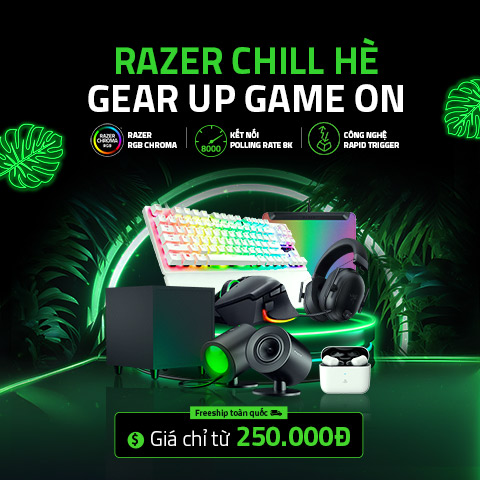 RAZER CHILL HÈ
GEAR UP GAME ON
RAZER CHROMA RGB
RAZER
RGB CHROMA
8000
KẾT NỐI
POLLING RATE 8K
CÔNG NGHỆ
RAPID TRIGGER
Freeship toàn quốc
$ Giá chỉ từ 250.000Đ